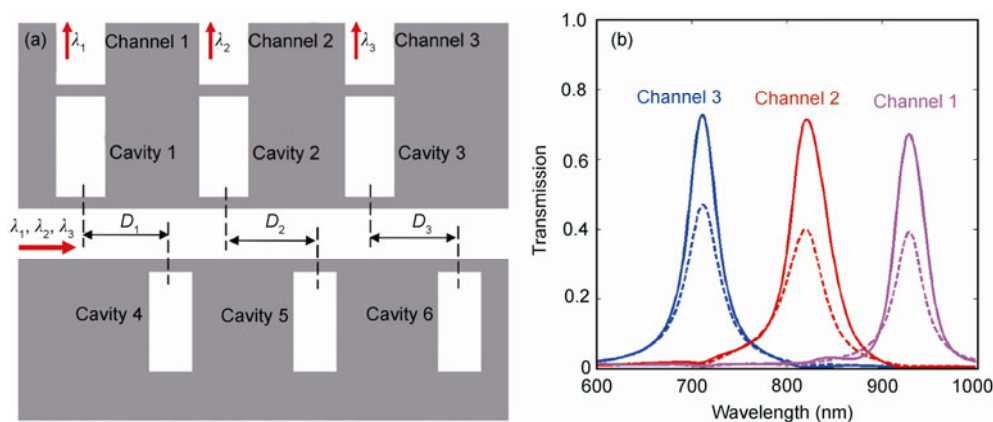 (a)
λ1 Channel 1 λ2 Channel 2 λ3 Channel 3
Cavity 1 Cavity 2 Cavity 3
λ1, λ2, λ3 D1 D2 D3
Cavity 4 Cavity 5 Cavity 6
(b)
Channel 3 Channel 2 Channel 1
Transmission
1.0
0.8
0.6
0.4
0.2
0
600 700 800 900 1000
Wavelength (nm)